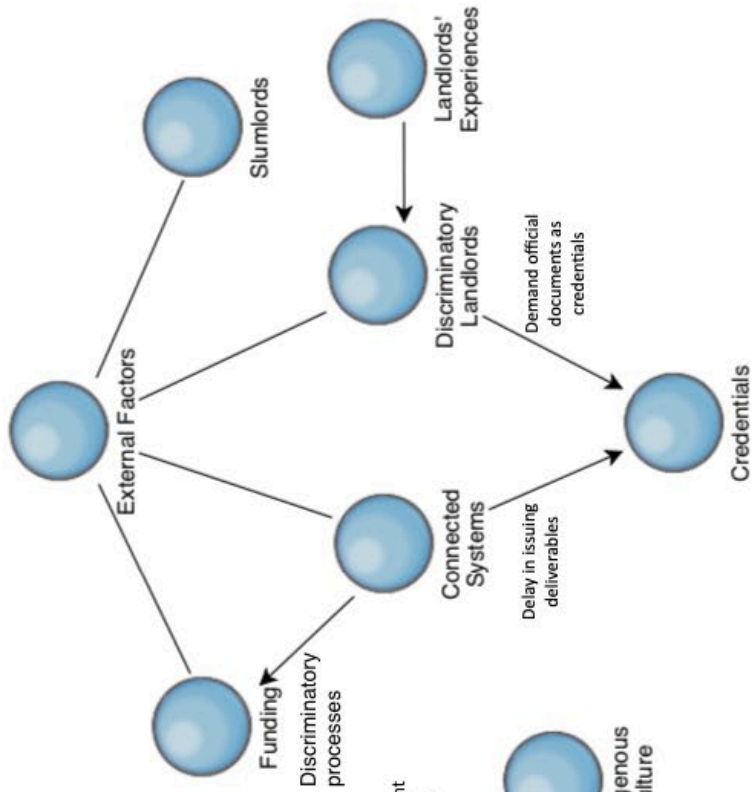 External Factors
Slumlords
Landlords'
Experiences
Discriminatory
Landlords
Connected
Systems
Funding
Discriminatory
processes
Demand official
documents as
credentials
Delay in issuing
deliverables
Credentials